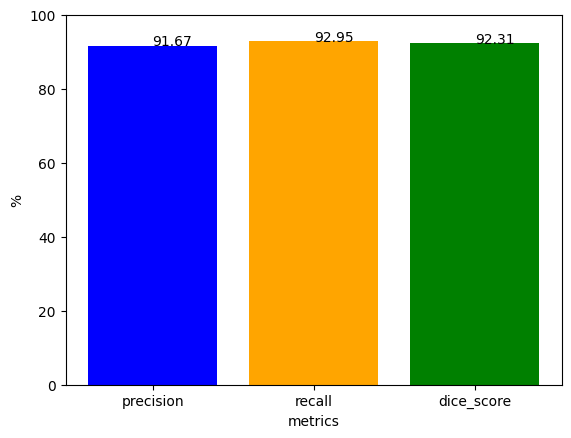 100
80
60
40
20
0
%
91.67
92.95
92.31
precision
recall
dice_score
metrics